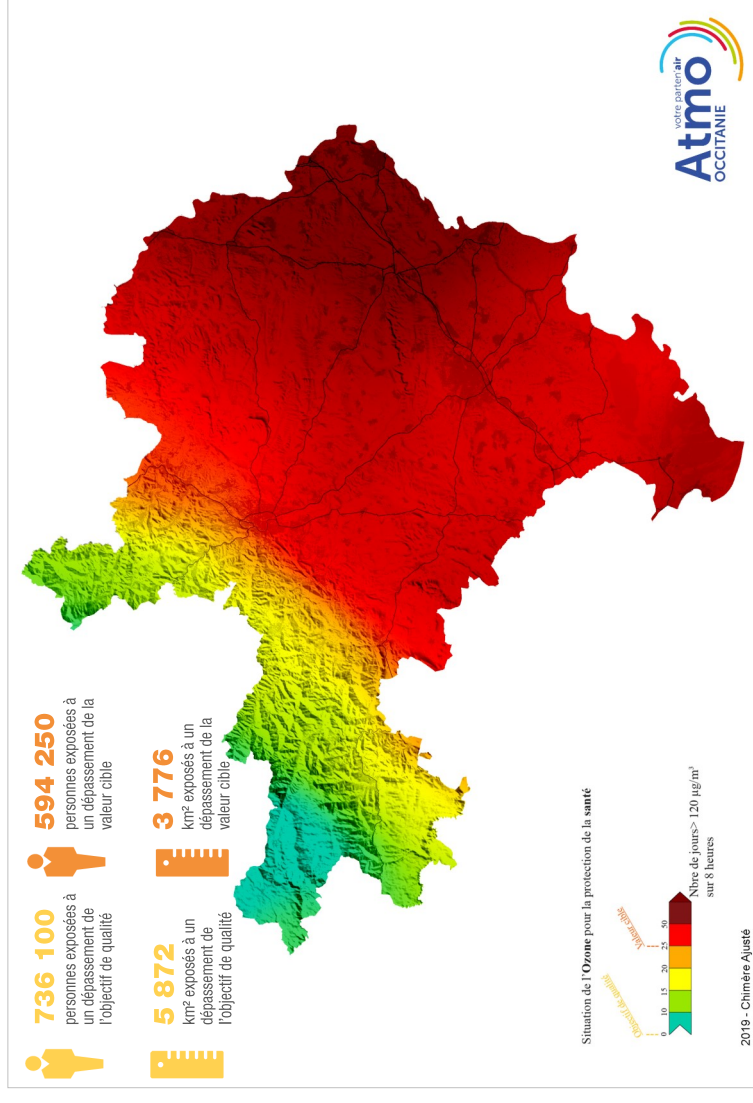 736 100
personnes exposées à
un dépassement de
l'objectif de qualité
594 250
personnes exposées à
un dépassement de la
valeur cible
5 872
km² exposés à un
dépassement de
l'objectif de qualité
3 776
km² exposés à un
dépassement de la
valeur cible
Situation de l'Ozone pour la protection de la santé
Objectif de qualité
Valeur cible
0 10 15 20 25 50
Nbre de jours> 120 µg/m³
sur 8 heures
2019 - Chimère Ajusté
votre parten'air
Atmo
OCCITANIE